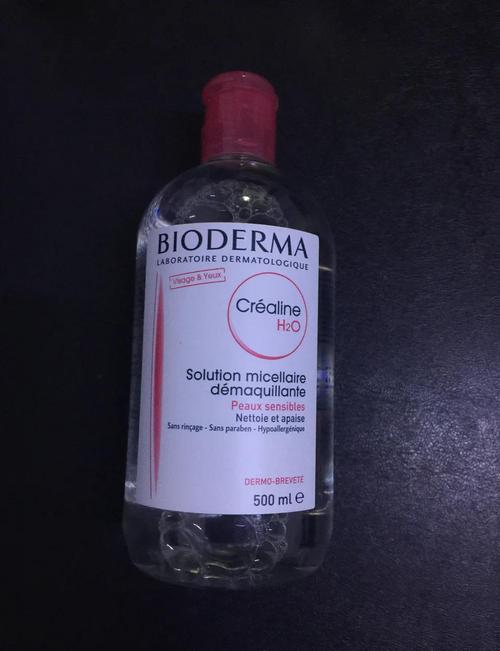 BIODERMA
LABORATOIRE DERMATOLOGIQUE
Visage & Yeux
Créaline
H2O
Solution micellaire
démaquillante
Peaux sensibles
Nettoie et apaise
Sans rinçage - Sans paraben - Hypoallergénique
DERMO-BREVETÉ
500 ml e